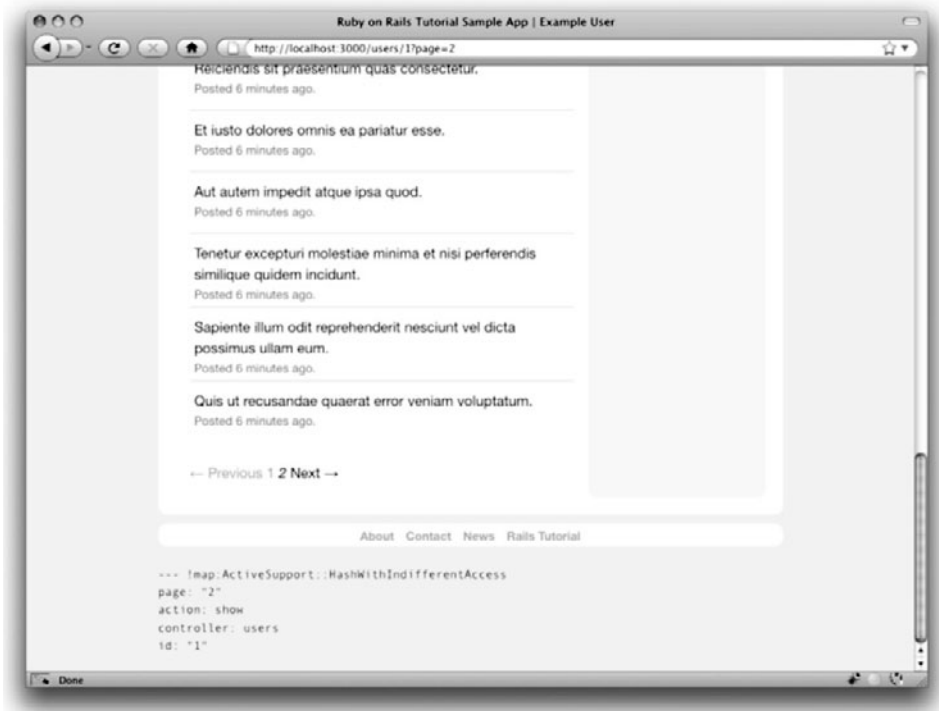 Ruby on Rails Tutorial Sample App | Example User
http://localhost:3000/users/1?page=2
Reiciendis sit praesentium quas consectetur.
Posted 6 minutes ago.
Et iusto dolores omnis ea pariatur esse.
Posted 6 minutes ago.
Aut autem impedit atque ipsa quod.
Posted 6 minutes ago.
Tenetur excepturi molestiae minima et nisi perferendis
similique quidem incidunt.
Posted 6 minutes ago.
Sapiente illum odit reprehenderit nesciunt vel dicta
possimus ullam eum.
Posted 6 minutes ago.
Quis ut recusandae quaerat error veniam voluptatum.
Posted 6 minutes ago.
← Previous 1 2 Next →
About Contact News Rails Tutorial
--- !map:ActiveSupport::HashWithIndifferentAccess
page: "2"
action: show
controller: users
id: "1"
Done